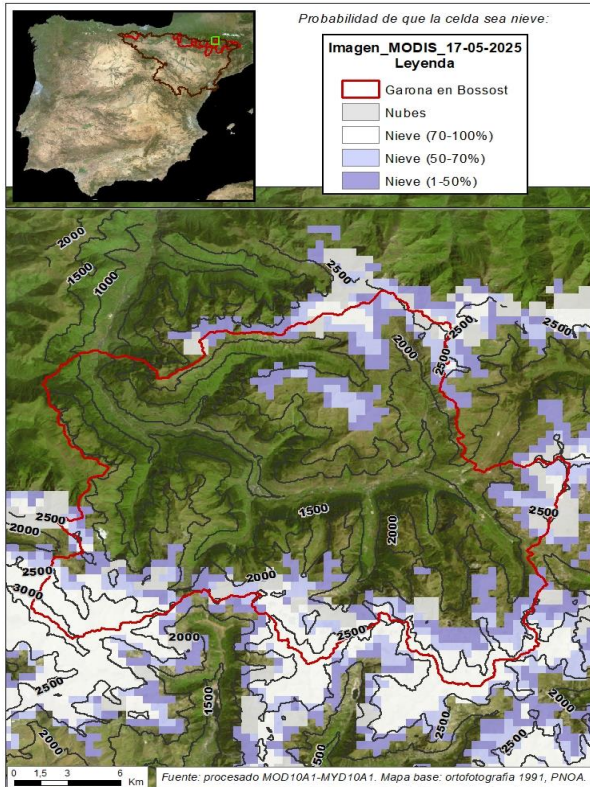 Probabilidad de que la celda sea nieve:
Imagen_MODIS_17-05-2025
Leyenda
Garona en Bossost
Nubes
Nieve (70-100%)
Nieve (50-70%)
Nieve (1-50%)
2000
1500
1000
2500
2500
2500
2000
2500
2500
2500
2000
1500
2000
2500
3000
2000
2000
2500
2500
1500
2000
500
2500
2000
2500
0 1,5 3 6
Km
Fuente: procesado MOD10A1-MYD10A1. Mapa base: ortofotografia 1991, PNOA.